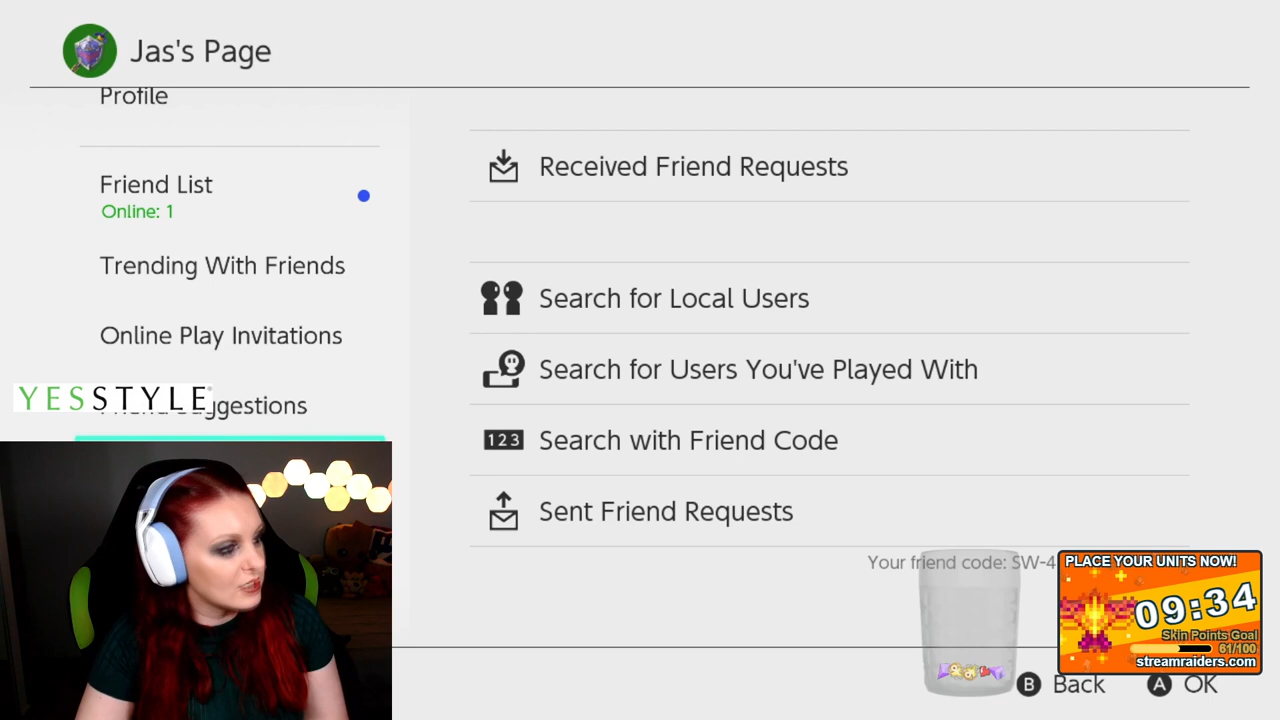 Jas's Page
Profile
Friend List
Online: 1
Trending With Friends
Online Play Invitations
YESSTYLE
Suggestions
Received Friend Requests
Search for Local Users
Search for Users You've Played With
123
Search with Friend Code
Sent Friend Requests
Your friend code: SW-4
PLACE YOUR UNITS NOW!
09:34
Skin Points Goal
61/100
streamraiders.com
B Back
A OK